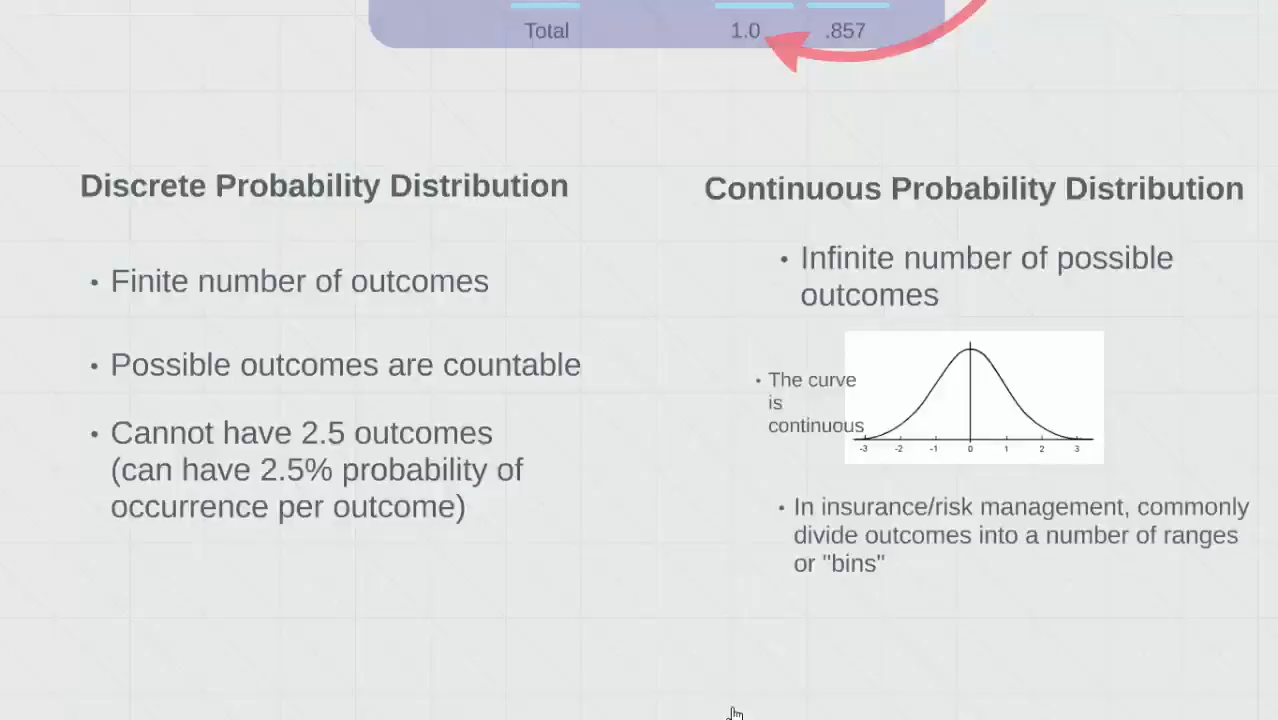 Total 1.0 .857
Discrete Probability Distribution
• Finite number of outcomes
• Possible outcomes are countable
• Cannot have 2.5 outcomes
(can have 2.5% probability of
occurrence per outcome)
Continuous Probability Distribution
• Infinite number of possible
outcomes
• The curve
is
continuous
-3 -2 -1 0 1 2 3
• In insurance/risk management, commonly
divide outcomes into a number of ranges
or "bins"